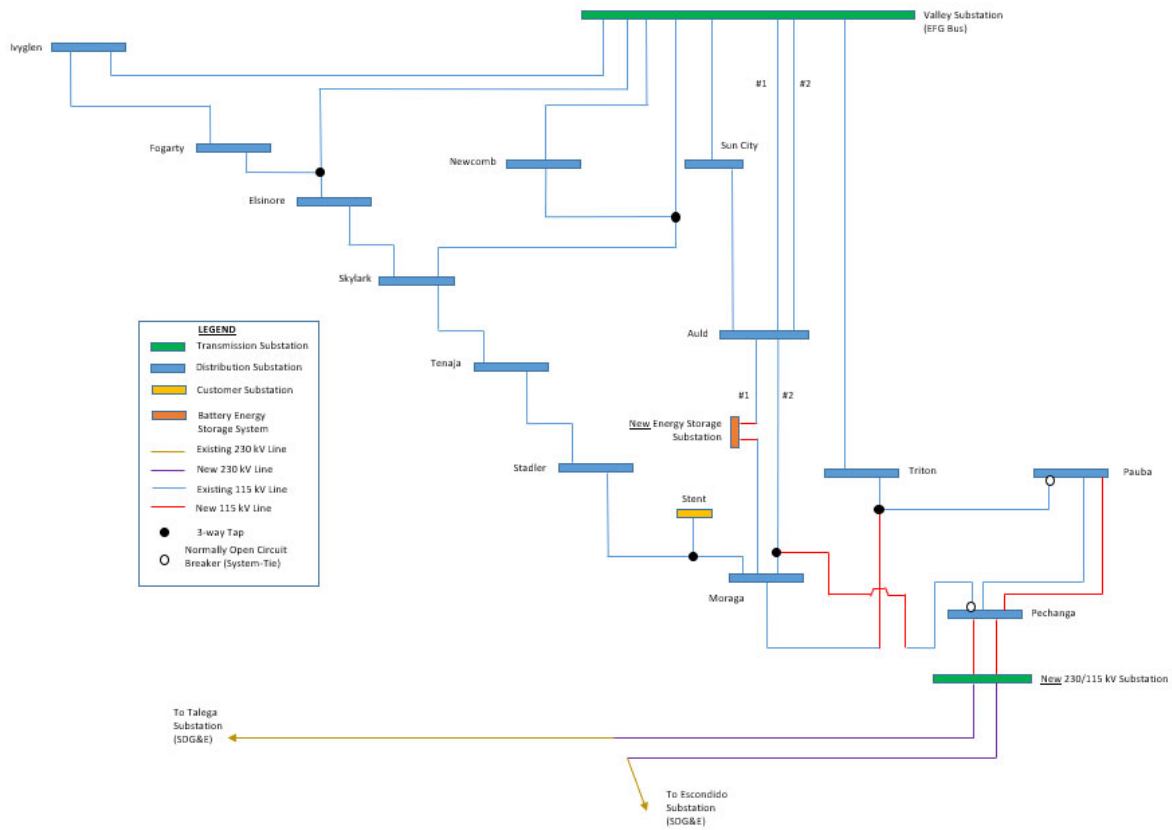 Valley Substation
(EFG Bus)
Ivyglen
#1
#2
Fogarty
Newcomb
Sun City
Elsinore
Skylark
LEGEND
Transmission Substation
Distribution Substation
Customer Substation
Battery Energy
Storage System
Existing 230 kV Line
New 230 kV Line
Existing 115 kV Line
New 115 kV Line
3-way Tap
Normally Open Circuit
Breaker (System-Tie)
Auld
Tenaja
#1
#2
New Energy Storage
Substation
Stadler
Triton
Pauba
Stent
Moraga
Pechanga
New 230/115 kV Substation
To Talega
Substation
(SDG&E)
To Escondido
Substation
(SDG&E)